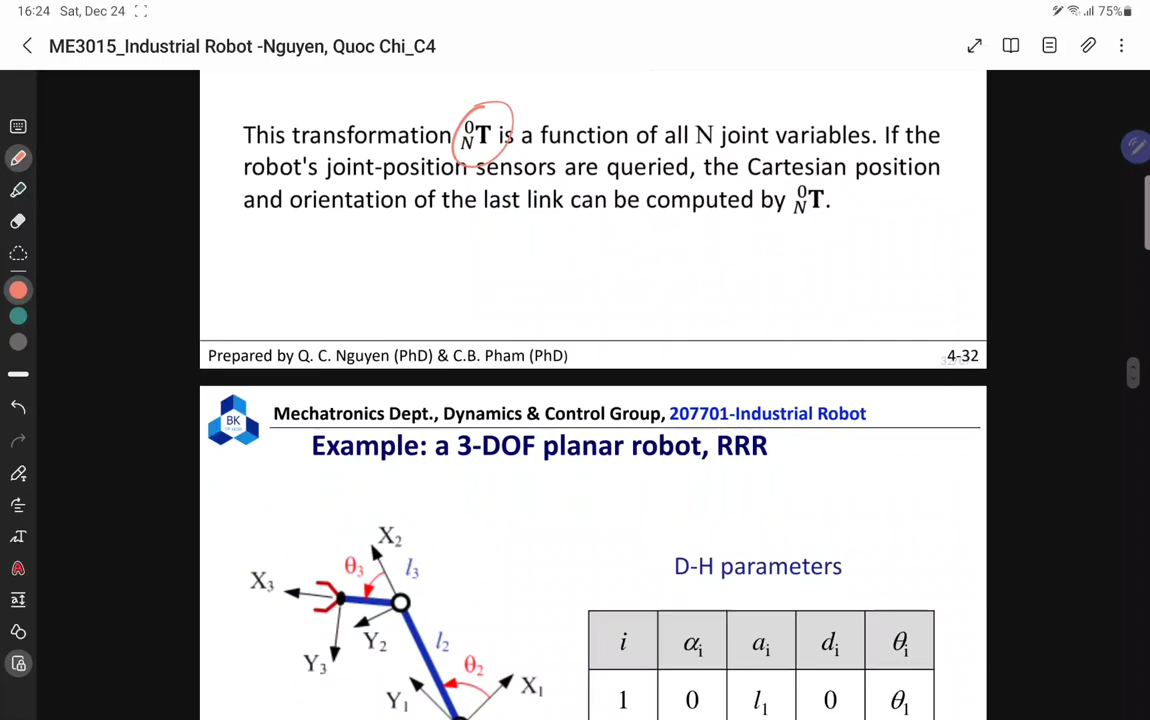 16:24 Sat, Dec 24 75%
ME3015_Industrial Robot -Nguyen, Quoc Chi_C4
This transformation ⁰ₙT is a function of all N joint variables. If the
robot's joint-position sensors are queried, the Cartesian position
and orientation of the last link can be computed by ⁰ₙT.
Prepared by Q. C. Nguyen (PhD) & C.B. Pham (PhD) 4-32
BK
Mechatronics Dept., Dynamics & Control Group, 207701-Industrial Robot
Example: a 3-DOF planar robot, RRR
X₂
θ₃ l₃
X₃
Y₂
Y₃
l₂
θ₂
X₁
Y₁
D-H parameters
i αᵢ aᵢ dᵢ θᵢ
1 0 l₁ 0 θ₁